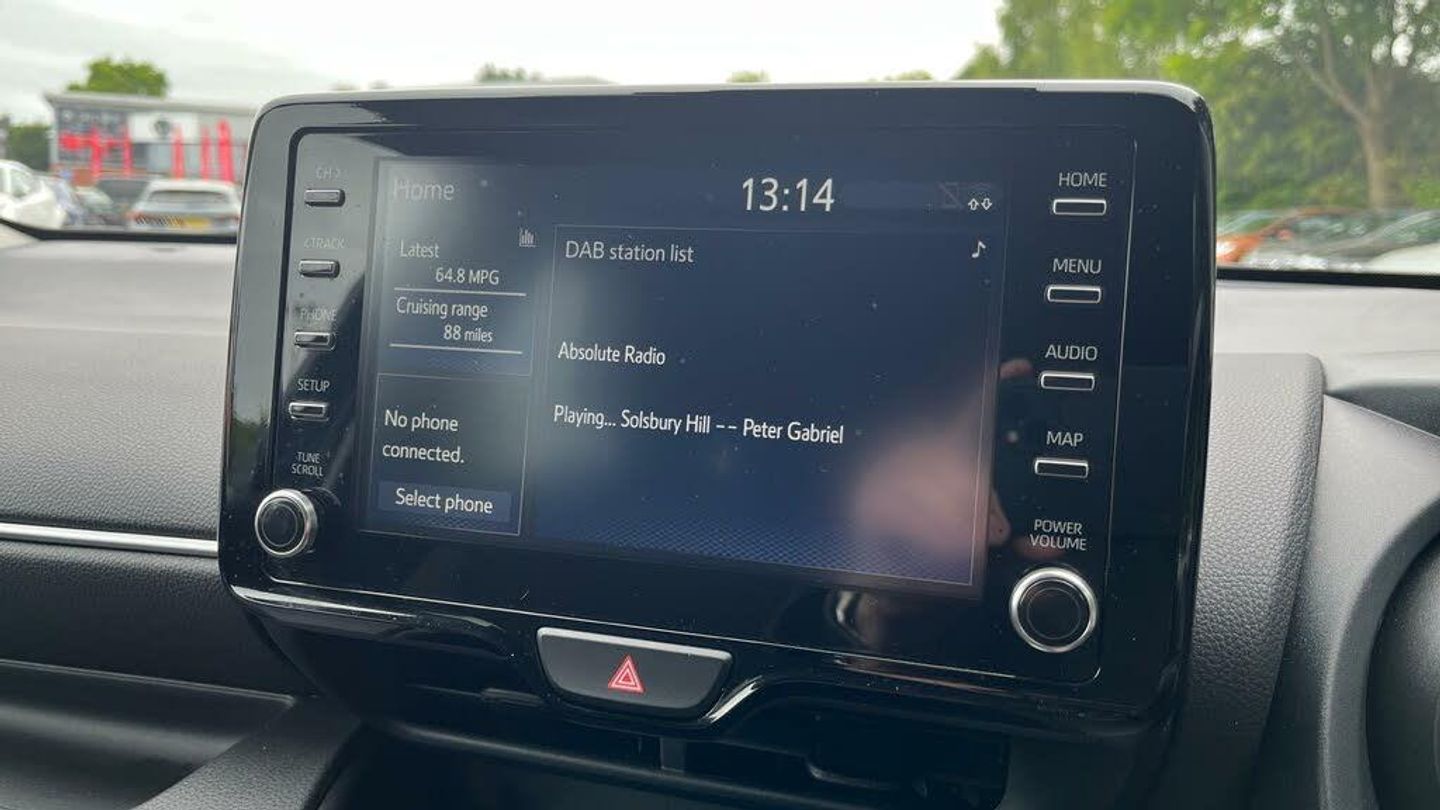 CH >
<TRACK
PHONE
SETUP
TUNE
SCROLL
Home
13:14
Latest
64.8 MPG
Cruising range
88 miles
No phone
connected.
Select phone
DAB station list
Absolute Radio
Playing... Solsbury Hill -- Peter Gabriel
HOME
MENU
AUDIO
MAP
POWER
VOLUME